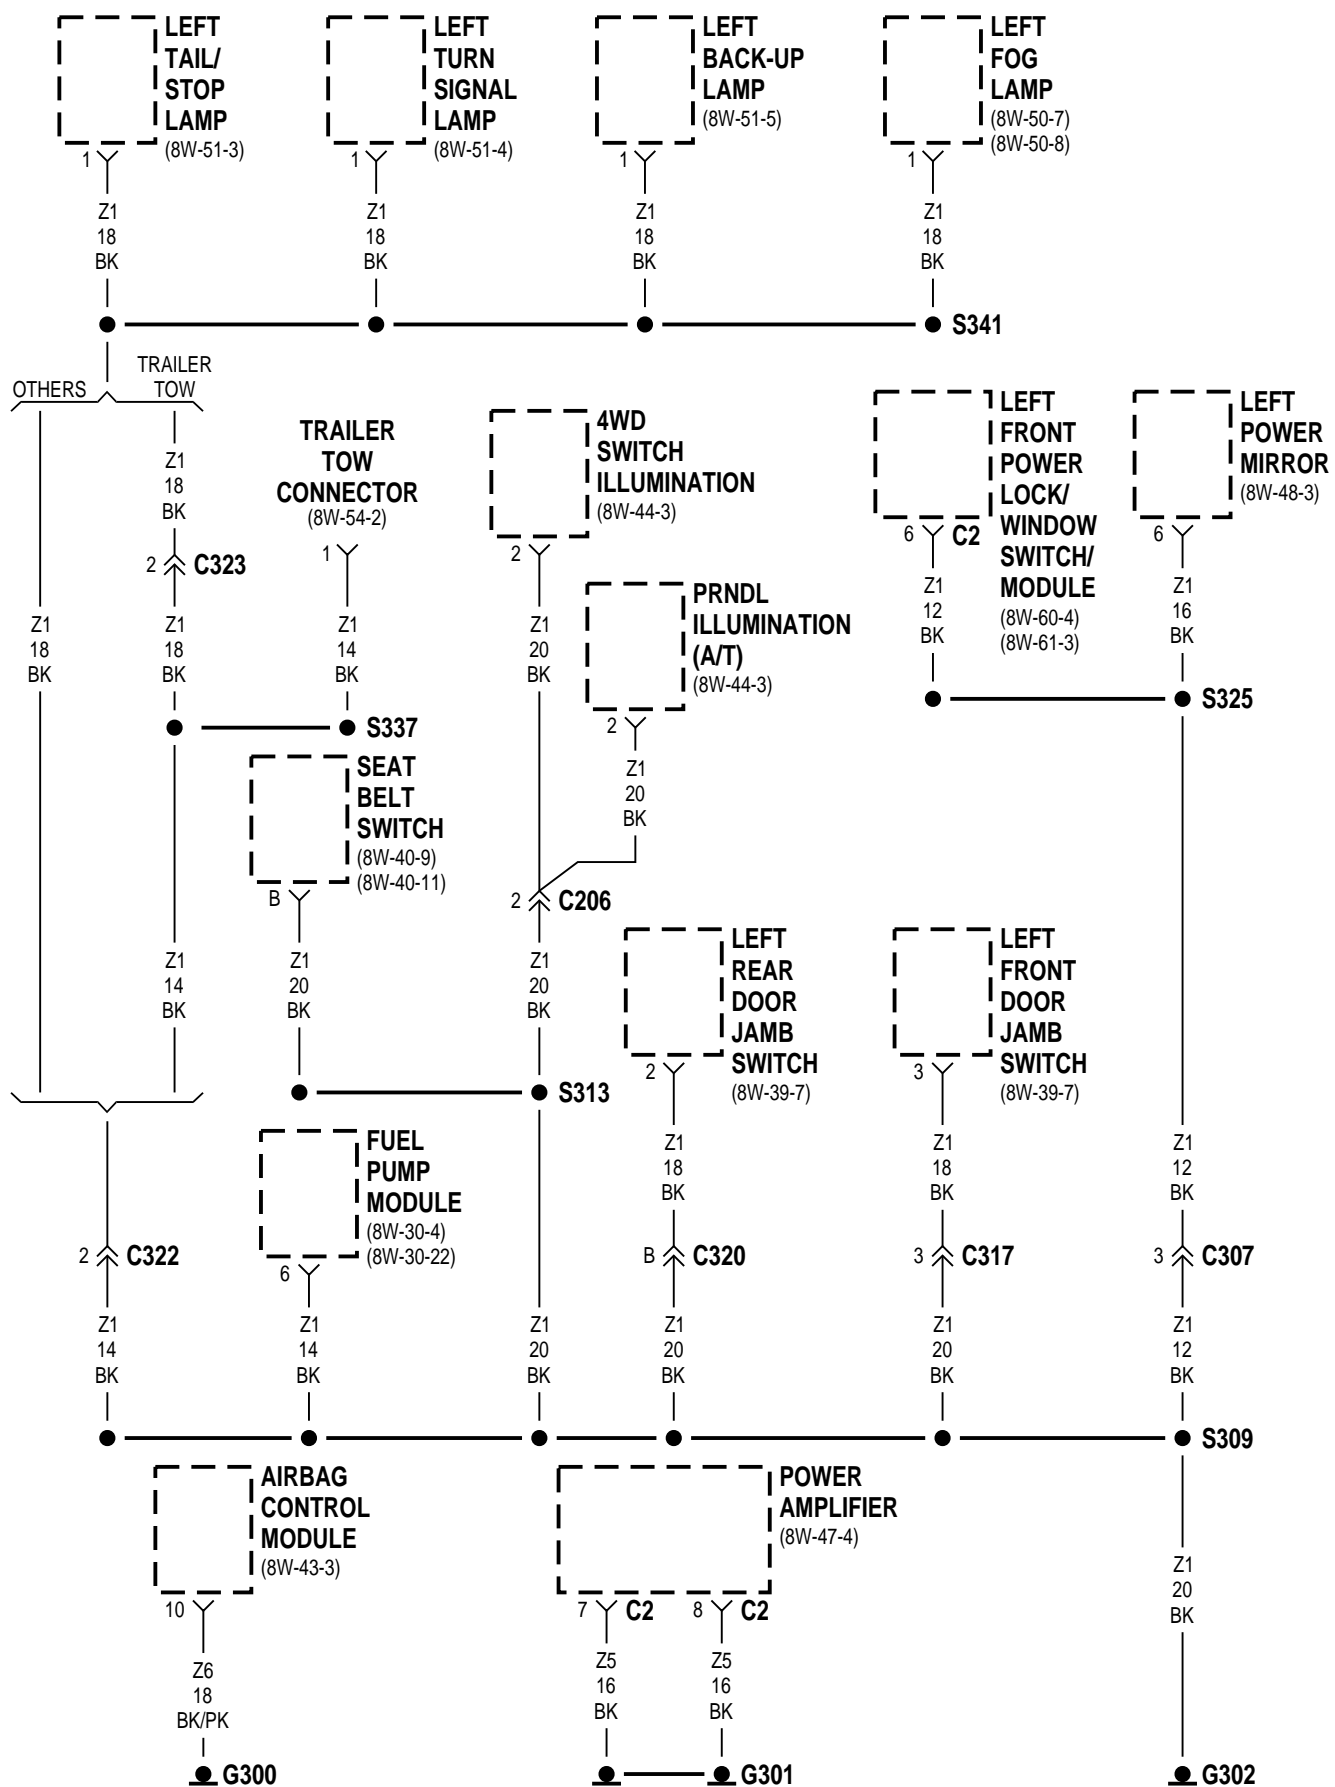 LEFT
TAIL/
STOP
LAMP
(8W-51-3)
1
LEFT
TURN
SIGNAL
LAMP
(8W-51-4)
1
LEFT
BACK-UP
LAMP
(8W-51-5)
1
LEFT
FOG
LAMP
(8W-50-7)
(8W-50-8)
1
Z1
18
BK
Z1
18
BK
Z1
18
BK
Z1
18
BK
S341
OTHERS
TRAILER
TOW
Z1
18
BK
2
C323
TRAILER
TOW
CONNECTOR
(8W-54-2)
1
4WD
SWITCH
ILLUMINATION
(8W-44-3)
2
LEFT
FRONT
POWER
LOCK/
WINDOW
SWITCH/
MODULE
(8W-60-4)
(8W-61-3)
6
C2
LEFT
POWER
MIRROR
(8W-48-3)
6
Z1
12
BK
Z1
16
BK
PRNDL
ILLUMINATION
(A/T)
(8W-44-3)
2
Z1
18
BK
Z1
18
BK
Z1
14
BK
Z1
20
BK
S325
S337
Z1
20
BK
SEAT
BELT
SWITCH
(8W-40-9)
(8W-40-11)
B
2
C206
LEFT
REAR
DOOR
JAMB
SWITCH
(8W-39-7)
2
LEFT
FRONT
DOOR
JAMB
SWITCH
(8W-39-7)
3
Z1
14
BK
Z1
20
BK
Z1
20
BK
S313
FUEL
PUMP
MODULE
(8W-30-4)
(8W-30-22)
6
Z1
18
BK
Z1
18
BK
Z1
12
BK
2
C322
B
C320
3
C317
3
C307
Z1
14
BK
Z1
14
BK
Z1
20
BK
Z1
20
BK
Z1
20
BK
Z1
12
BK
S309
AIRBAG
CONTROL
MODULE
(8W-43-3)
10
POWER
AMPLIFIER
(8W-47-4)
7
C2
8
C2
Z1
20
BK
Z6
18
BK/PK
Z5
16
BK
Z5
16
BK
G300
G301
G302